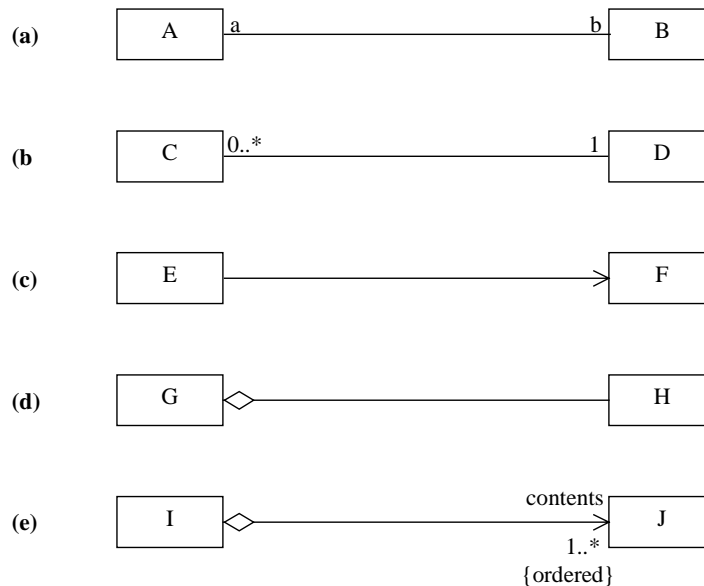 (a) A a b B
(b C 0..* 1 D
(c) E F
(d) G H
contents
(e) I J
1..*
{ordered}